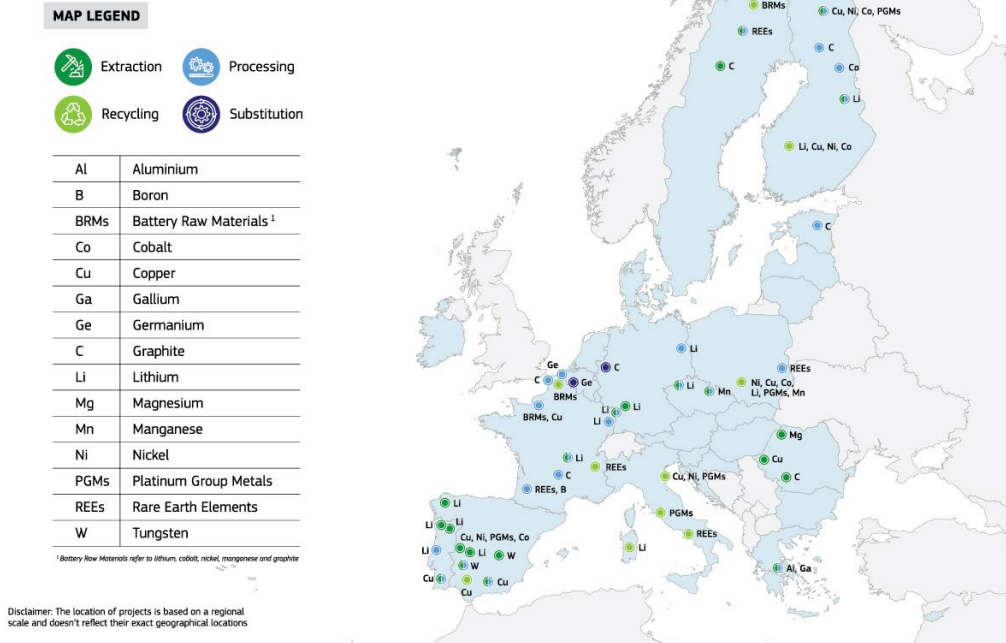 MAP LEGEND
Extraction
Processing
Recycling
Substitution
Al Aluminium
B Boron
BRMs Battery Raw Materials ¹
Co Cobalt
Cu Copper
Ga Gallium
Ge Germanium
C Graphite
Li Lithium
Mg Magnesium
Mn Manganese
Ni Nickel
PGMs Platinum Group Metals
REEs Rare Earth Elements
W Tungsten
¹ Battery Raw Materials refer to lithium, cobalt, nickel, manganese and graphite
Disclaimer: The location of projects is based on a regional
scale and doesn't reflect their exact geographical locations
BRMs
Cu, Ni, Co, PGMs
REEs
C
Co
C
Li
Li, Cu, Ni, Co
C
Li
REEs
Ge
C
C
Ge
BRMs
BRMs, Cu
Li
Mn
Ni, Cu, Co,
Li, PGMs, Mn
Li
Li
Li
Mg
Cu
C
Li
C
REEs
REEs, B
Cu, Ni, PGMs
Li
Li
Li
Cu, Ni, PGMs, Co
PGMs
REEs
Li
Li
Li
W
W
Cu
Cu
Cu
Al, Ga